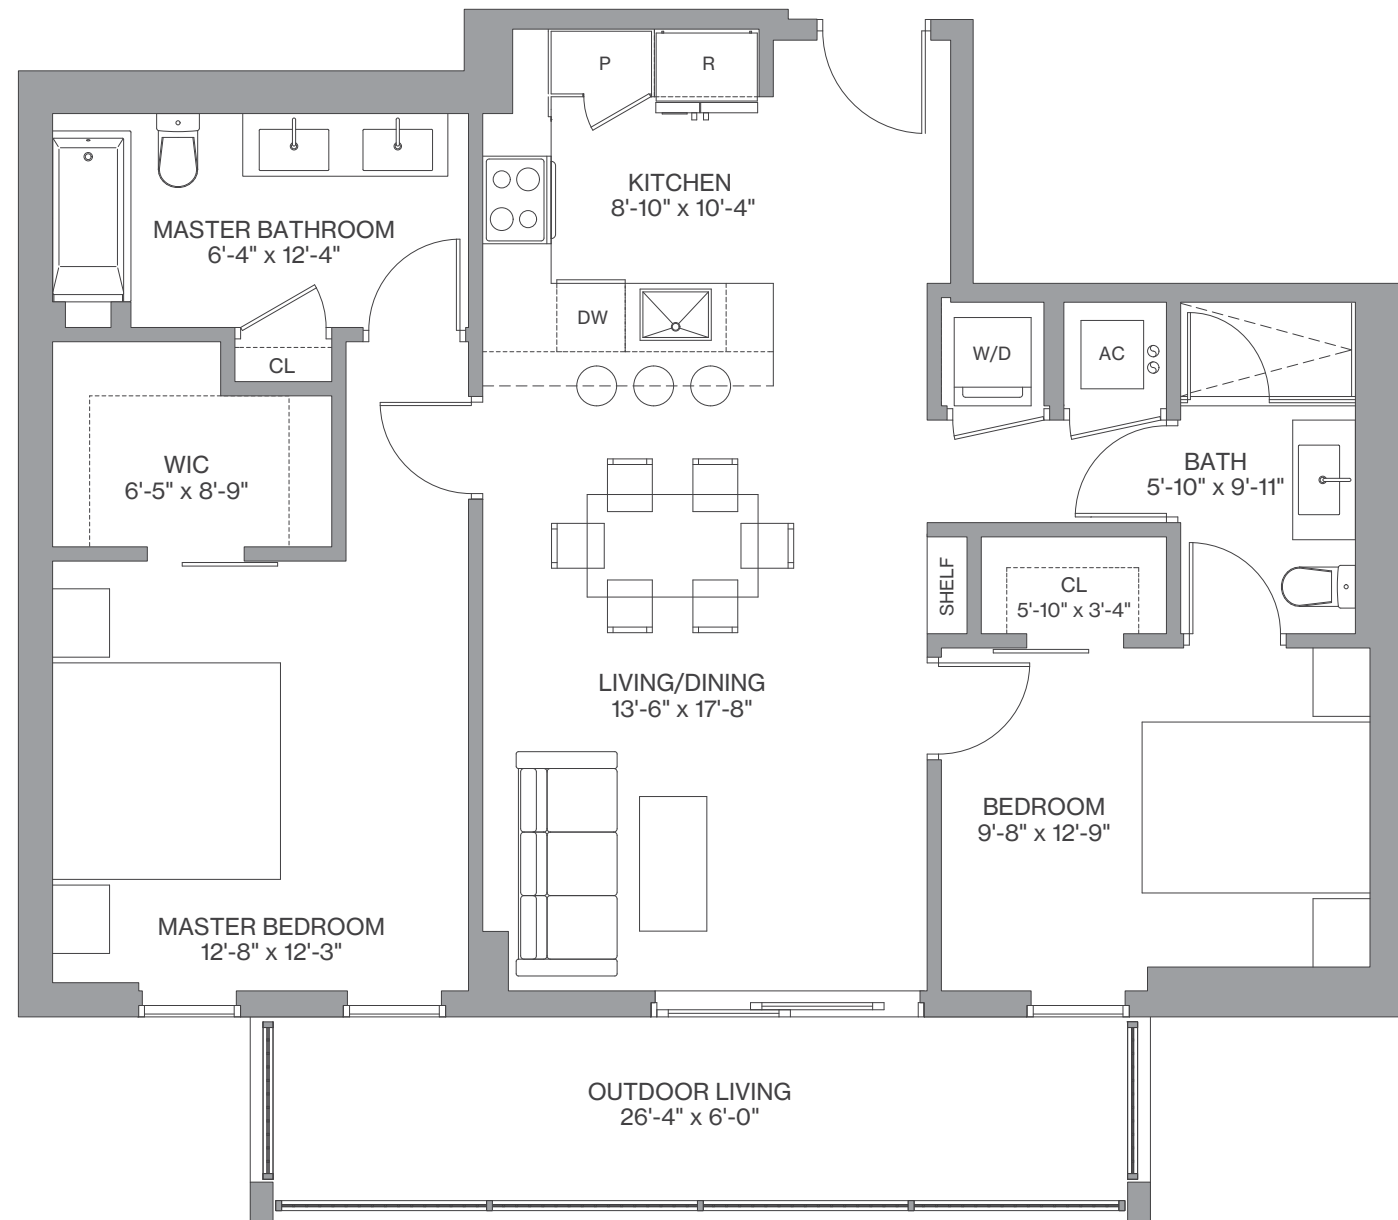 P
R
KITCHEN
8'-10" x 10'-4"
MASTER BATHROOM
6'-4" x 12'-4"
DW
W/D
AC
CL
WIC
6'-5" x 8'-9"
BATH
5'-10" x 9'-11"
SHELF
CL
5'-10" x 3'-4"
LIVING/DINING
13'-6" x 17'-8"
BEDROOM
9'-8" x 12'-9"
MASTER BEDROOM
12'-8" x 12'-3"
OUTDOOR LIVING
26'-4" x 6'-0"